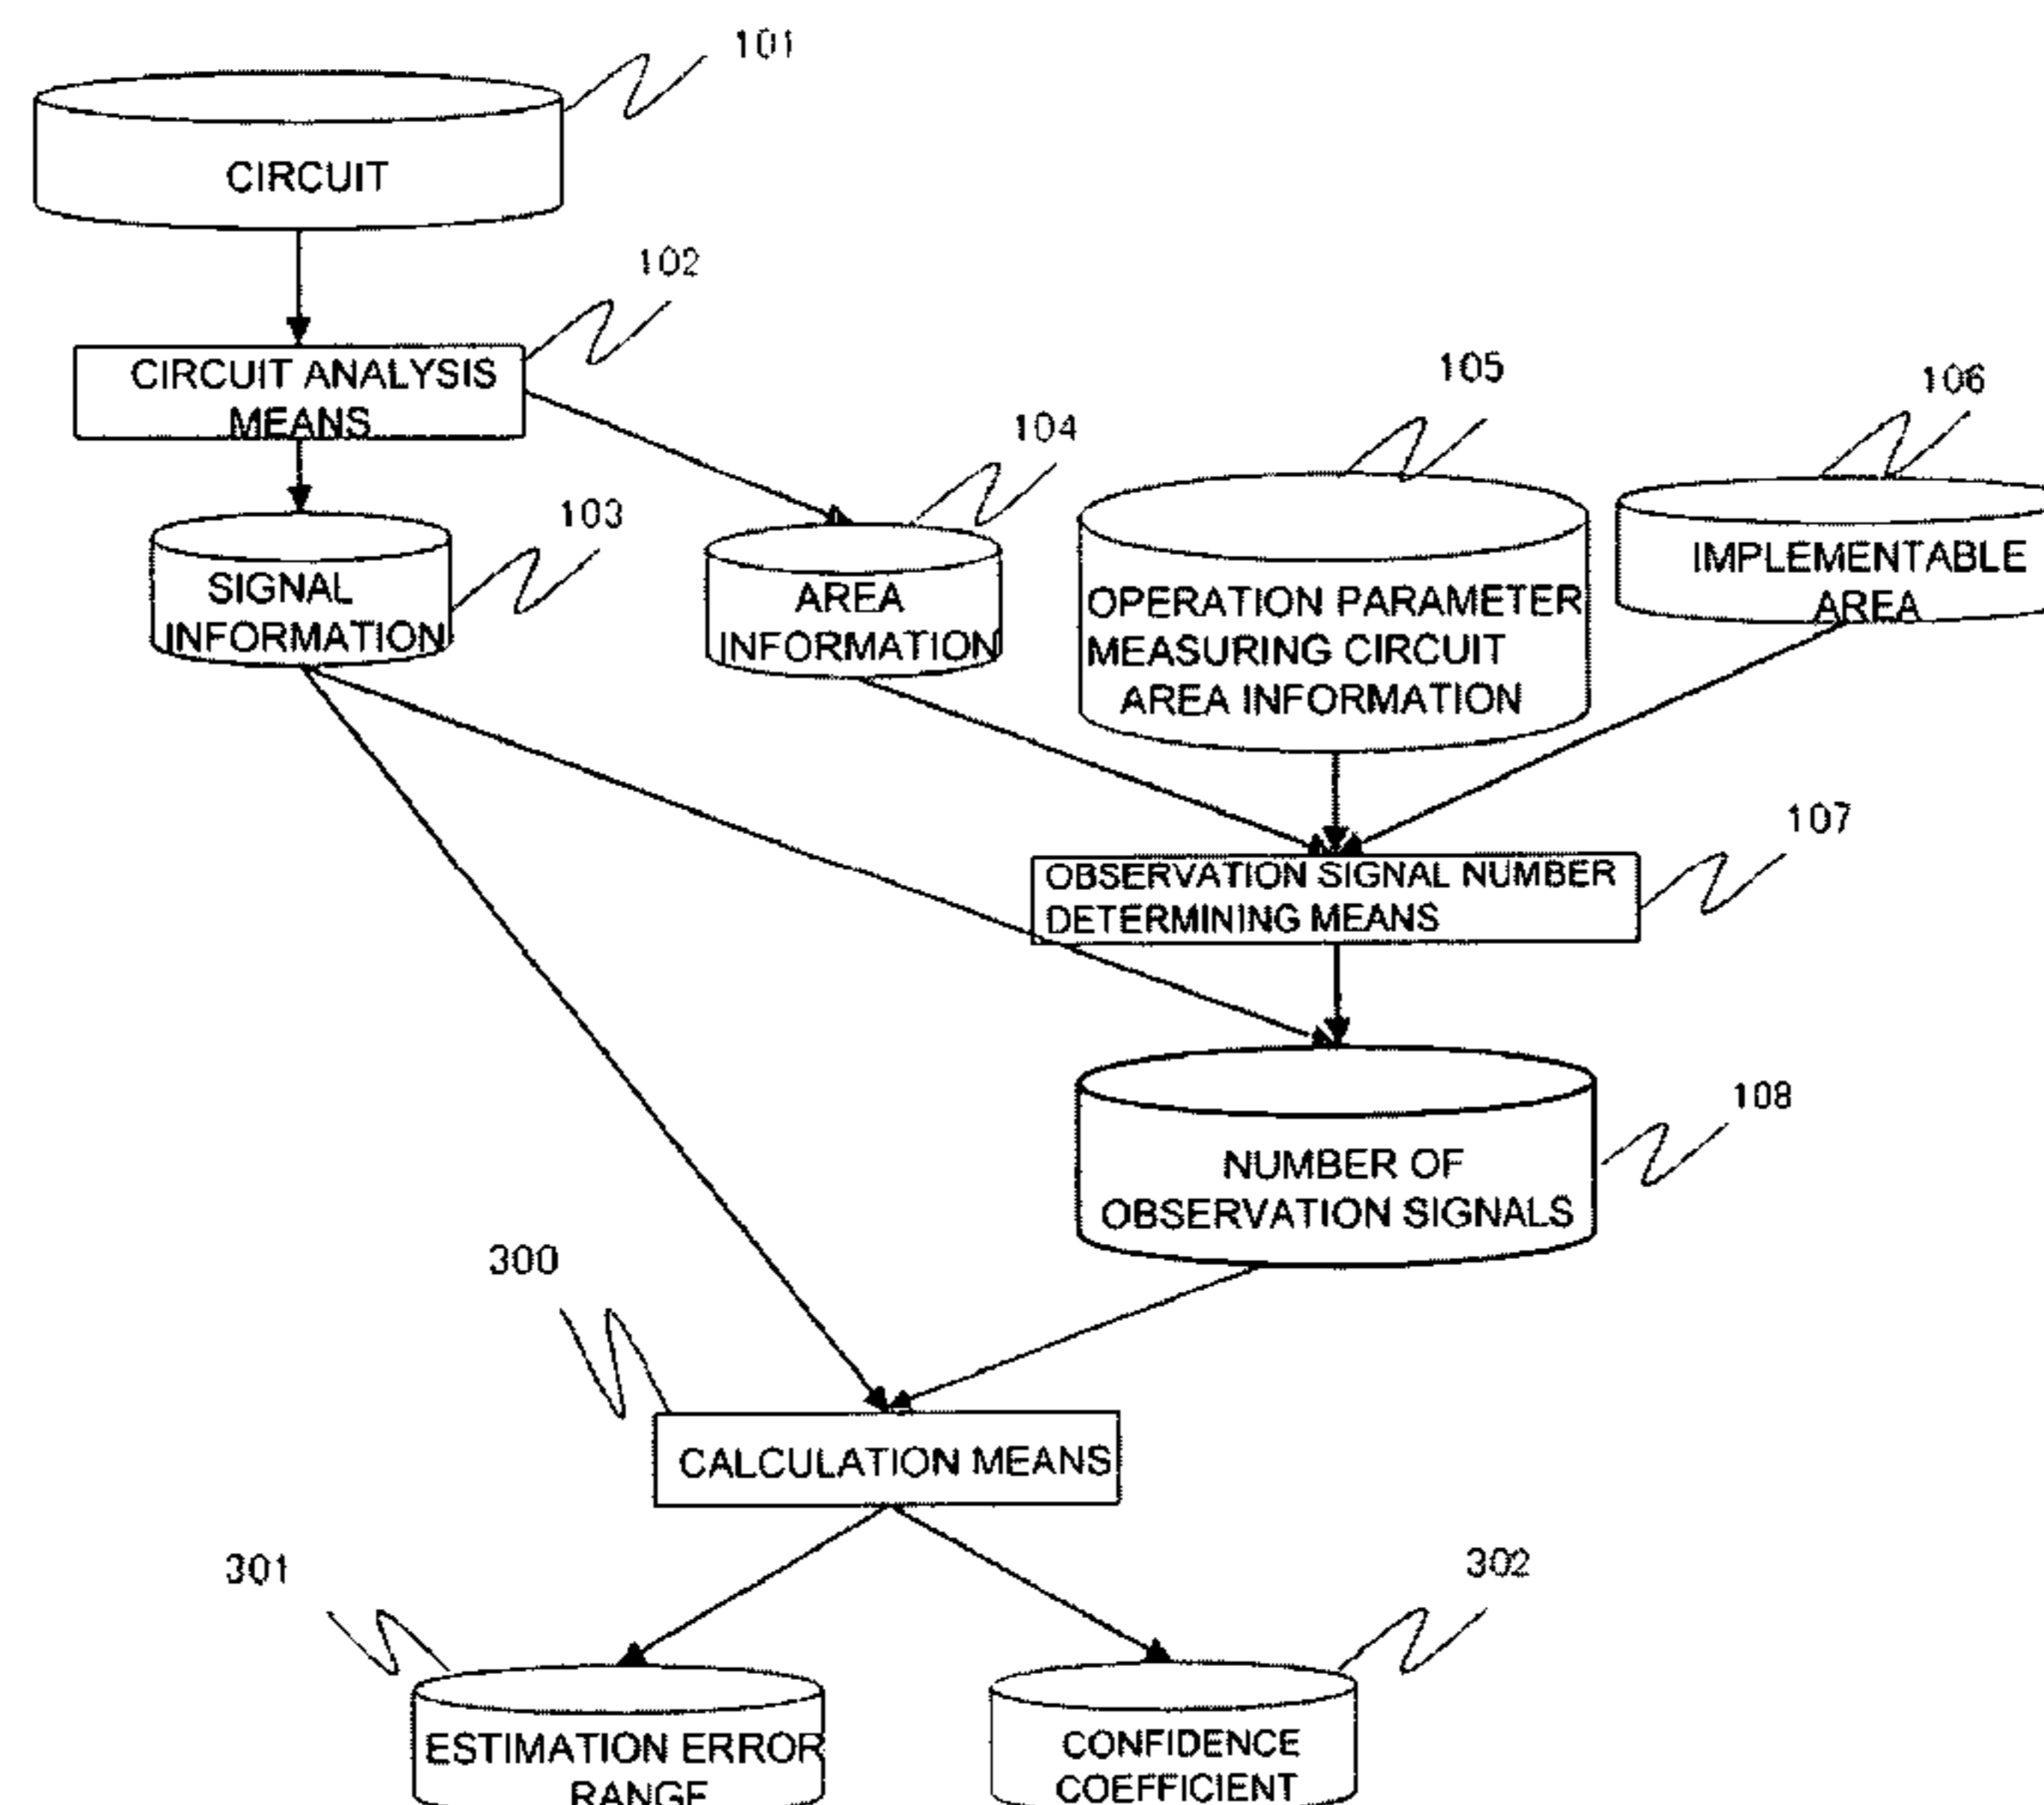 101
CIRCUIT
102
CIRCUIT ANALYSIS
MEANS
103
SIGNAL
INFORMATION
104
AREA
INFORMATION
105
OPERATION PARAMETER
MEASURING CIRCUIT
AREA INFORMATION
106
IMPLEMENTABLE
AREA
107
OBSERVATION SIGNAL NUMBER
DETERMINING MEANS
108
NUMBER OF
OBSERVATION SIGNALS
300
CALCULATION MEANS
301
ESTIMATION ERROR
RANGE
302
CONFIDENCE
COEFFICIENT